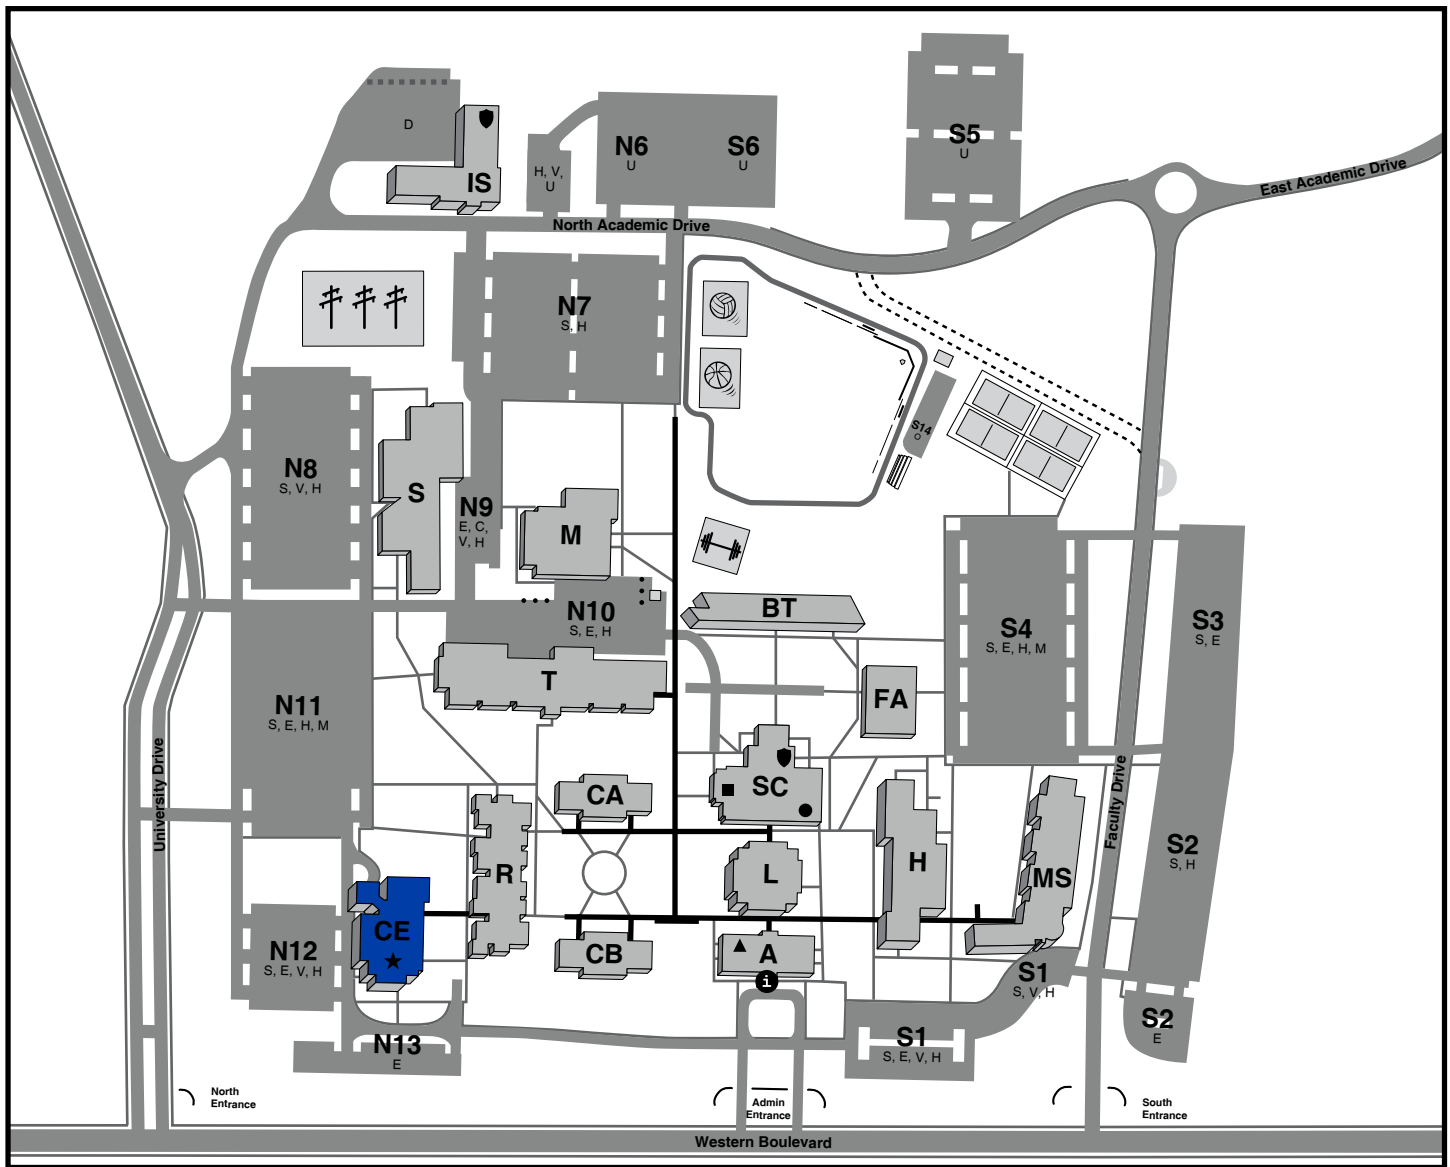 D
IS
H, V,
U
N6
U
S6
U
S5
U
East Academic Drive
North Academic Drive
N7
S, H
S14
O
N8
S, V, H
S
N9
E, C,
V, H
M
N10
S, E, H
BT
S4
S, E, H, M
S3
S, E
T
FA
N11
S, E, H, M
University Drive
Faculty Drive
CA
SC
R
L
H
MS
S2
S, H
CE
N12
S, E, V, H
CB
A
i
S1
S, V, H
S2
E
N13
E
S1
S, E, V, H
North
Entrance
Admin
Entrance
South
Entrance
Western Boulevard